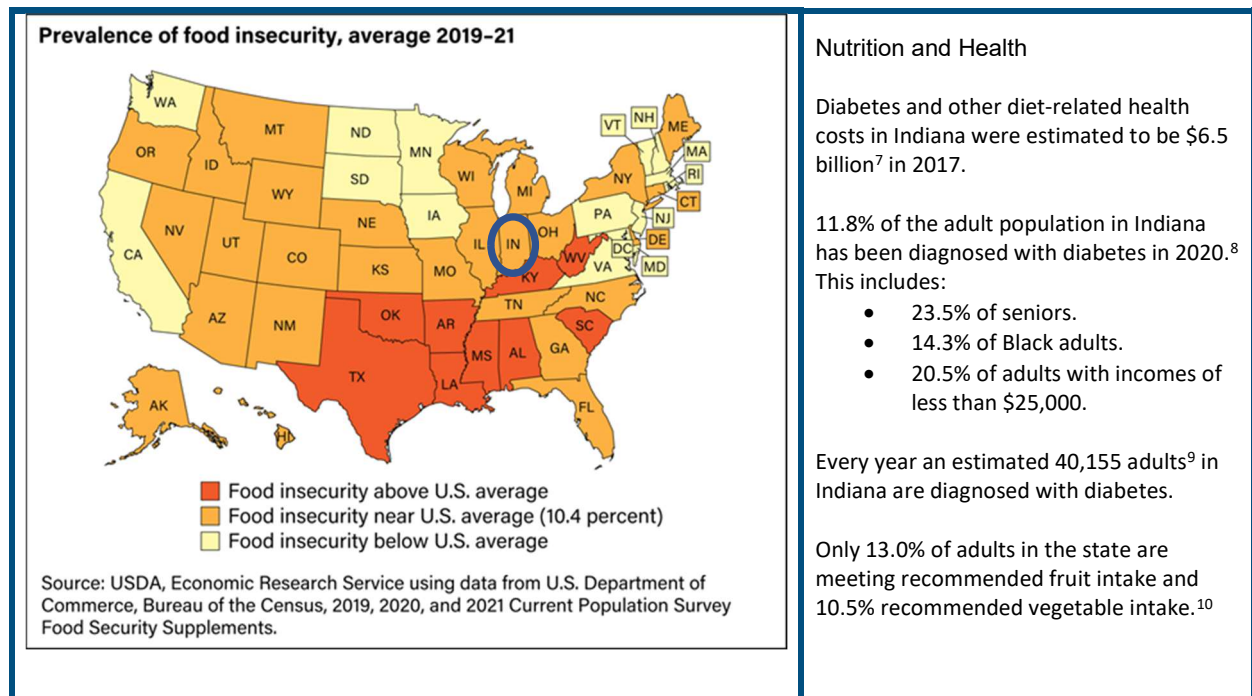 Prevalence of food insecurity, average 2019–21
WA
MT
ND
MN
VT
NH
ME
OR
ID
WY
SD
WI
MI
NY
MA
RI
CT
NV
UT
CO
NE
IA
IL
IN
OH
PA
NJ
DE
CA
KS
MO
KY
WV
DC
VA
MD
AZ
NM
OK
AR
TN
NC
SC
TX
LA
MS
AL
GA
FL
AK
HI
Food insecurity above U.S. average
Food insecurity near U.S. average (10.4 percent)
Food insecurity below U.S. average
Source: USDA, Economic Research Service using data from U.S. Department of
Commerce, Bureau of the Census, 2019, 2020, and 2021 Current Population Survey
Food Security Supplements.
Nutrition and Health
Diabetes and other diet-related health
costs in Indiana were estimated to be $6.5
billion⁷ in 2017.
11.8% of the adult population in Indiana
has been diagnosed with diabetes in 2020.⁸
This includes:
• 23.5% of seniors.
• 14.3% of Black adults.
• 20.5% of adults with incomes of
less than $25,000.
Every year an estimated 40,155 adults⁹ in
Indiana are diagnosed with diabetes.
Only 13.0% of adults in the state are
meeting recommended fruit intake and
10.5% recommended vegetable intake.¹⁰